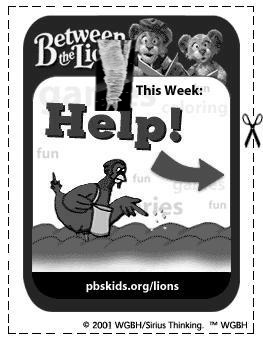 Between
the Lions
This Week:
games
coloring
Help!
fun
fun
games
stories
pbskids.org/lions
© 2001 WGBH/Sirius Thinking. ™ WGBH